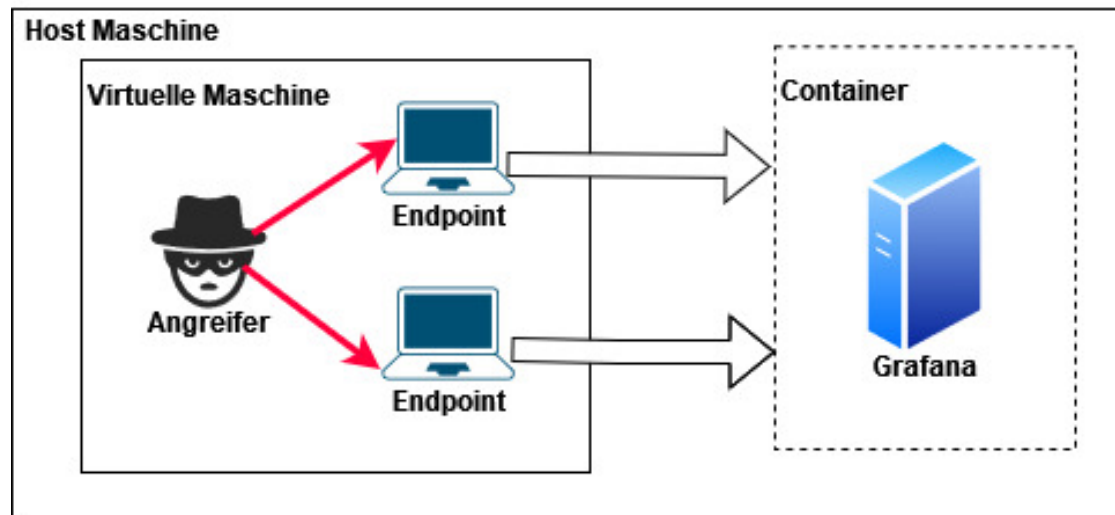 Host Maschine
Virtuelle Maschine
Container
Endpoint
Angreifer
Grafana
Endpoint